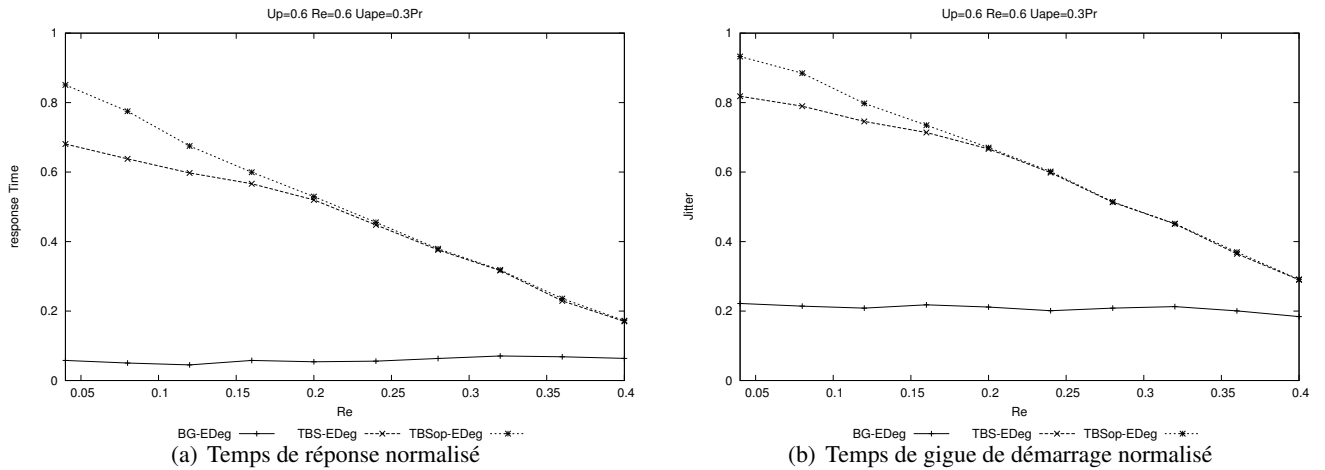 Up=0.6 Re=0.6 Uape=0.3Pr
1
0.8
0.6
0.4
0.2
0
response Time
0.05 0.1 0.15 0.2 0.25 0.3 0.35 0.4
Re
BG-EDeg TBS-EDeg TBSop-EDeg
(a) Temps de réponse normalisé
Up=0.6 Re=0.6 Uape=0.3Pr
1
0.8
0.6
0.4
0.2
0
Jitter
0.05 0.1 0.15 0.2 0.25 0.3 0.35 0.4
Re
BG-EDeg TBS-EDeg TBSop-EDeg
(b) Temps de gigue de démarrage normalisé